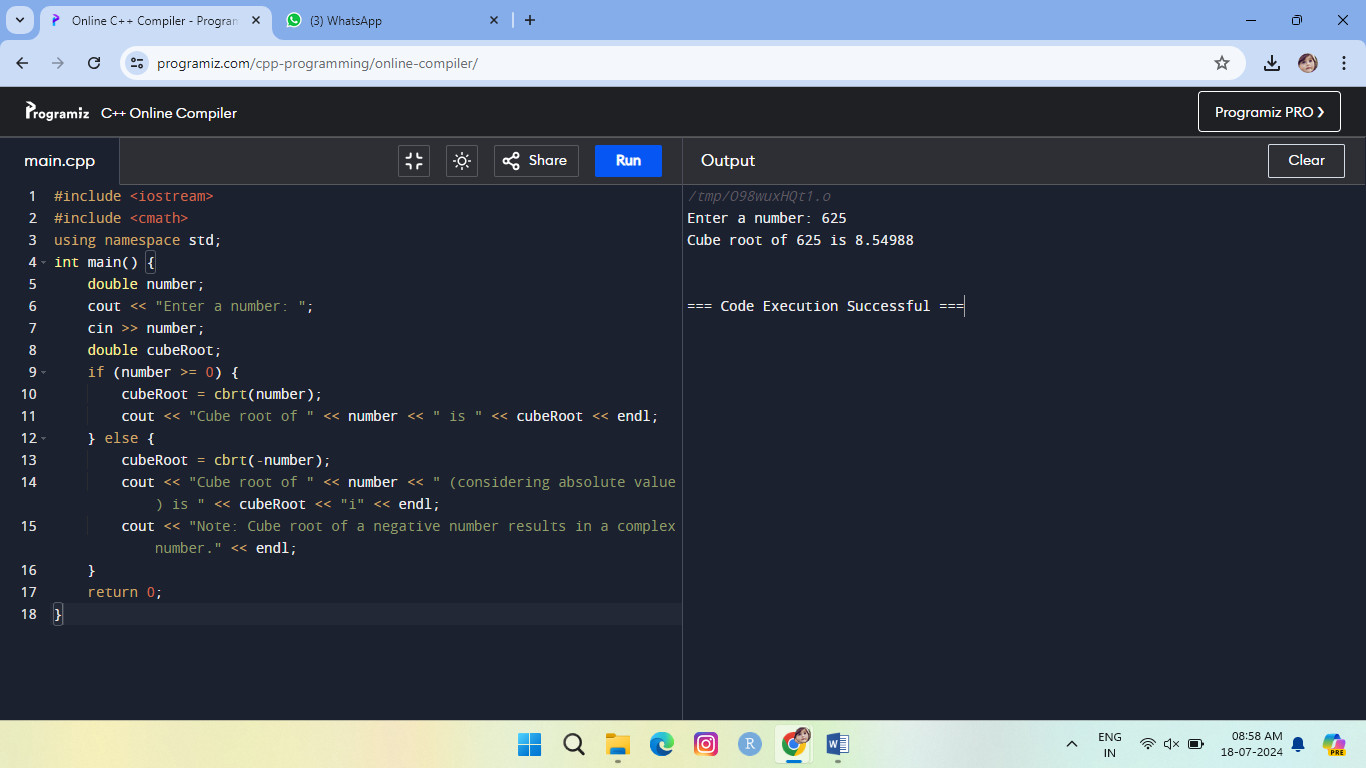 Online C++ Compiler - Program
(3) WhatsApp
programiz.com/cpp-programming/online-compiler/
Programiz C++ Online Compiler
Programiz PRO
main.cpp
Share
Run
Output
Clear
1 #include <iostream>
2 #include <cmath>
3 using namespace std;
4 int main() {
5 double number;
6 cout << "Enter a number: ";
7 cin >> number;
8 double cubeRoot;
9 if (number >= 0) {
10 cubeRoot = cbrt(number);
11 cout << "Cube root of " << number << " is " << cubeRoot << endl;
12 } else {
13 cubeRoot = cbrt(-number);
14 cout << "Cube root of " << number << " (considering absolute value
) is " << cubeRoot << "i" << endl;
15 cout << "Note: Cube root of a negative number results in a complex
number." << endl;
16 }
17 return 0;
18 }
/tmp/O98wuxHQt1.o
Enter a number: 625
Cube root of 625 is 8.54988
=== Code Execution Successful ===
R
W
ENG
IN
08:58 AM
18-07-2024
PRE